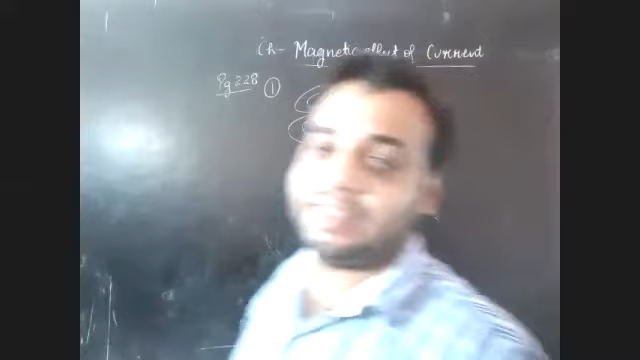 Ch- Magnetic effect of Current
Pg 228 ①